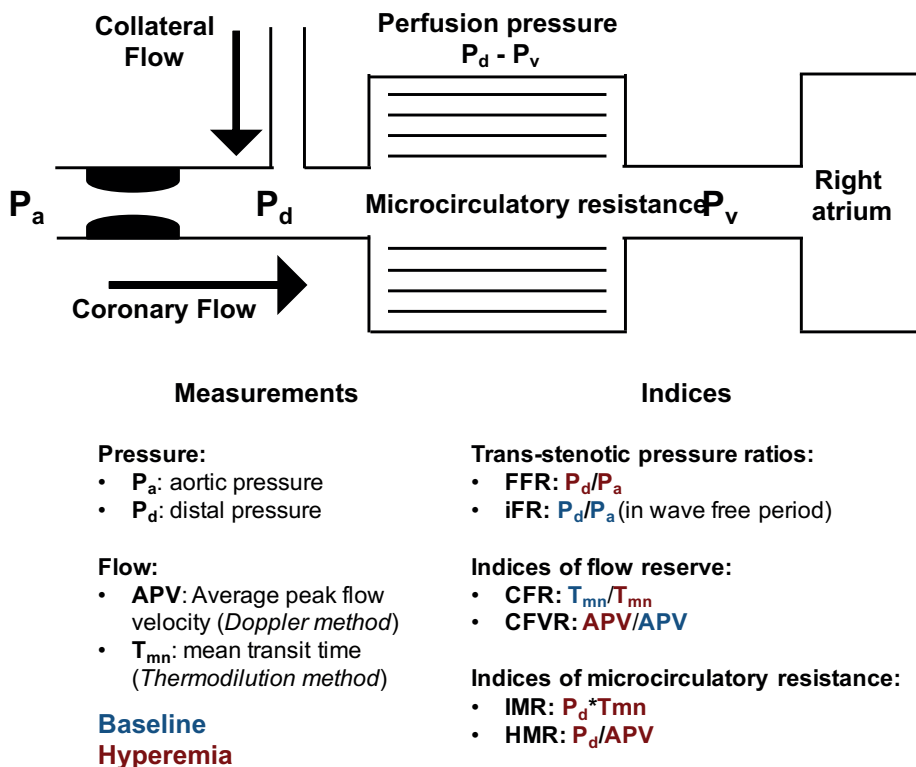 Collateral
Flow
Perfusion pressure
Pd - Pv
Pa
Pd
Microcirculatory resistance
Pv
Right
atrium
Coronary Flow
Measurements
Pressure:
• Pa: aortic pressure
• Pd: distal pressure
Flow:
• APV: Average peak flow
velocity (Doppler method)
• Tmn: mean transit time
(Thermodilution method)
Baseline
Hyperemia
Indices
Trans-stenotic pressure ratios:
• FFR: Pd/Pa
• iFR: Pd/Pa (in wave free period)
Indices of flow reserve:
• CFR: Tmn/Tmn
• CFVR: APV/APV
Indices of microcirculatory resistance:
• IMR: Pd*Tmn
• HMR: Pd/APV